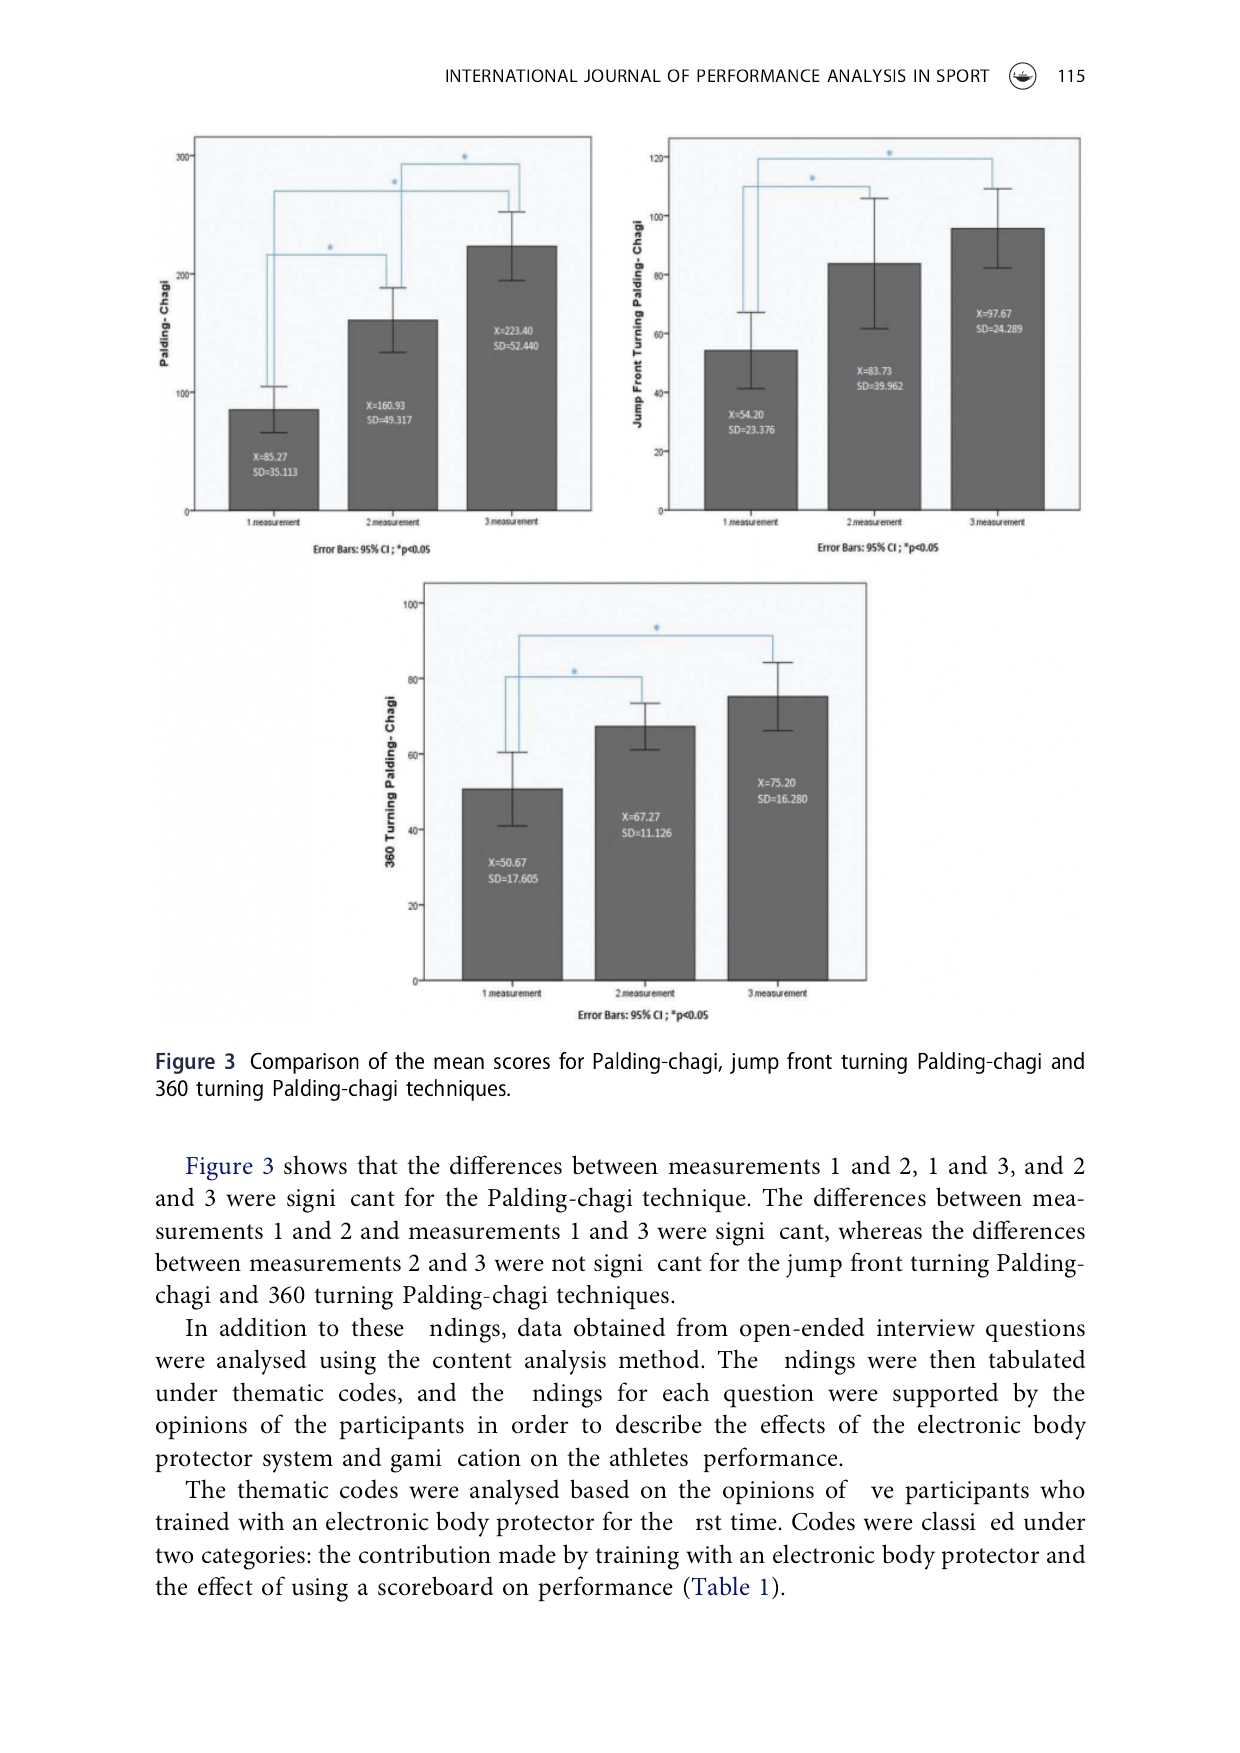 INTERNATIONAL JOURNAL OF PERFORMANCE ANALYSIS IN SPORT 115
Palding- Chagi
300
200
100
0
*
*
*
X=85.27
SD=35.113
X=160.93
SD=49.317
X=223.40
SD=52.440
1.measurement 2.measurement 3.measurement
Error Bars: 95% CI ; *p<0.05
Jump Front Turning Palding- Chagi
120
100
80
60
40
20
0
*
*
X=54.20
SD=23.376
X=83.73
SD=39.962
X=97.67
SD=24.289
1.measurement 2.measurement 3.measurement
Error Bars: 95% CI ; *p<0.05
360 Turning Palding- Chagi
100
80
60
40
20
0
*
*
X=50.67
SD=17.605
X=67.27
SD=11.126
X=75.20
SD=16.280
1.measurement 2.measurement 3.measurement
Error Bars: 95% CI ; *p<0.05
Figure 3 Comparison of the mean scores for Palding-chagi, jump front turning Palding-chagi and
360 turning Palding-chagi techniques.
Figure 3 shows that the differences between measurements 1 and 2, 1 and 3, and 2
and 3 were signi cant for the Palding-chagi technique. The differences between mea-
surements 1 and 2 and measurements 1 and 3 were signi cant, whereas the differences
between measurements 2 and 3 were not signi cant for the jump front turning Palding-
chagi and 360 turning Palding-chagi techniques.
In addition to these ndings, data obtained from open-ended interview questions
were analysed using the content analysis method. The ndings were then tabulated
under thematic codes, and the ndings for each question were supported by the
opinions of the participants in order to describe the effects of the electronic body
protector system and gami cation on the athletes performance.
The thematic codes were analysed based on the opinions of ve participants who
trained with an electronic body protector for the rst time. Codes were classi ed under
two categories: the contribution made by training with an electronic body protector and
the effect of using a scoreboard on performance (Table 1).